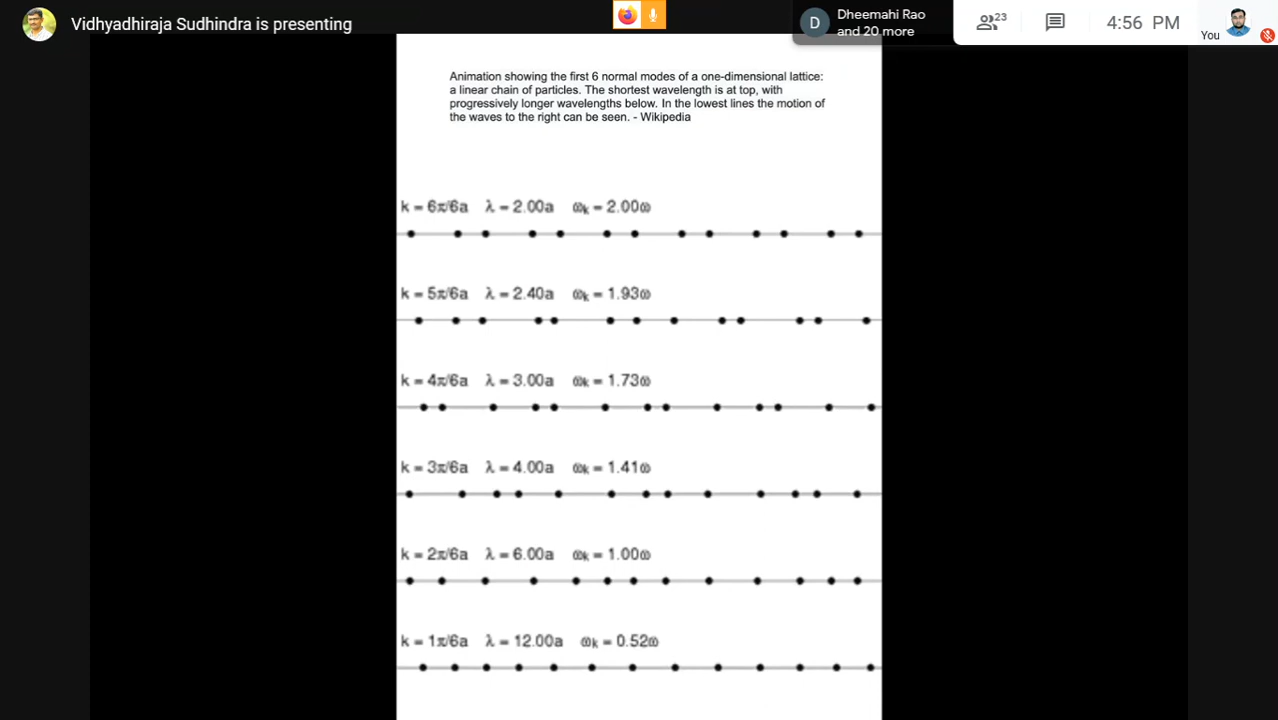 Vidhyadhiraja Sudhindra is presenting
D
Dheemahi Rao
and 20 more
23
4:56 PM
You
Animation showing the first 6 normal modes of a one-dimensional lattice:
a linear chain of particles. The shortest wavelength is at top, with
progressively longer wavelengths below. In the lowest lines the motion of
the waves to the right can be seen. - Wikipedia
k = 6π/6a λ = 2.00a ωk = 2.00ω
k = 5π/6a λ = 2.40a ωk = 1.93ω
k = 4π/6a λ = 3.00a ωk = 1.73ω
k = 3π/6a λ = 4.00a ωk = 1.41ω
k = 2π/6a λ = 6.00a ωk = 1.00ω
k = 1π/6a λ = 12.00a ωk = 0.52ω